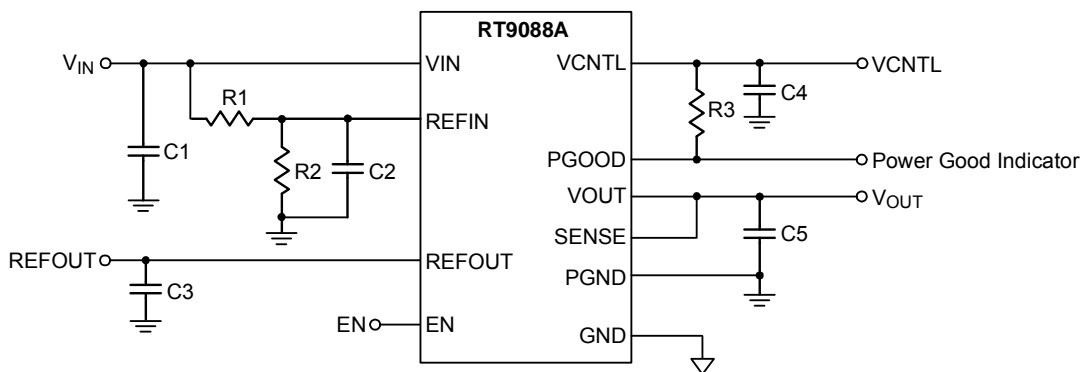 RT9088A
VIN
VIN
VCNTL
VCNTL
R1
R3
C4
REFIN
C1
R2
C2
PGOOD
Power Good Indicator
VOUT
VOUT
SENSE
C5
REFOUT
REFOUT
PGND
C3
EN
EN
GND